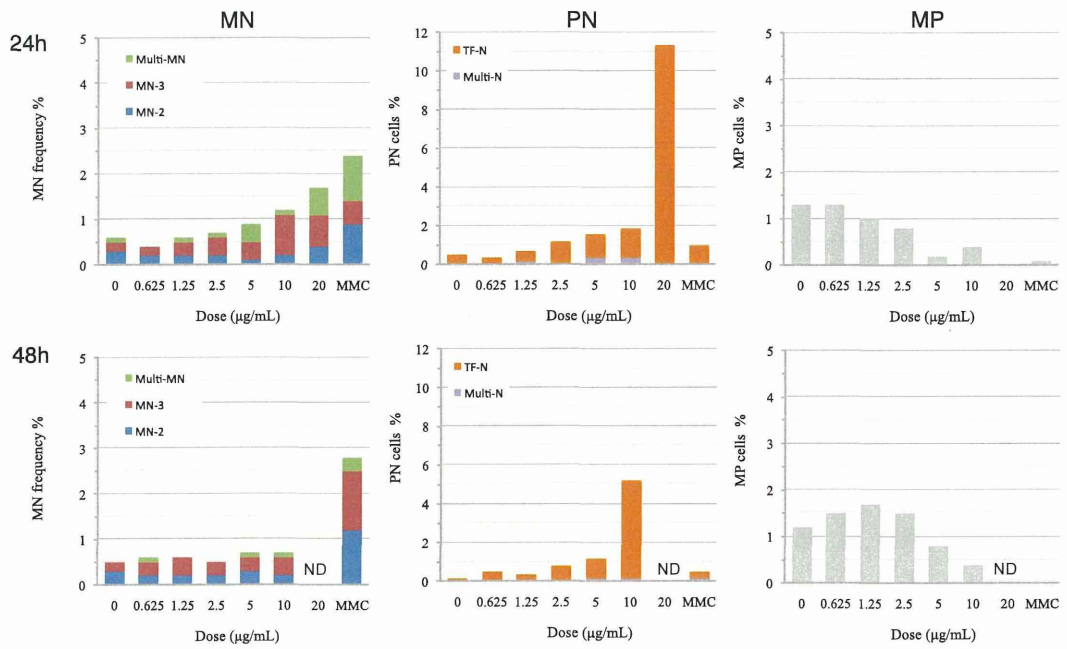 MN PN MP
24h
MN frequency %
5
4
3
2
1
0
Multi-MN
MN-3
MN-2
0 0.625 1.25 2.5 5 10 20 MMC
Dose (µg/mL)
PN cells %
12
10
8
6
4
2
0
TF-N
Multi-N
0 0.625 1.25 2.5 5 10 20 MMC
Dose (µg/mL)
MP cells %
5
4
3
2
1
0
0 0.625 1.25 2.5 5 10 20 MMC
Dose (µg/mL)
48h
MN frequency %
5
4
3
2
1
0
Multi-MN
MN-3
MN-2
ND
0 0.625 1.25 2.5 5 10 20 MMC
Dose (µg/mL)
PN cells %
12
10
8
6
4
2
0
TF-N
Multi-N
ND
0 0.625 1.25 2.5 5 10 20 MMC
Dose (µg/mL)
MP cells %
5
4
3
2
1
0
ND
0 0.625 1.25 2.5 5 10 20 MMC
Dose (µg/mL)